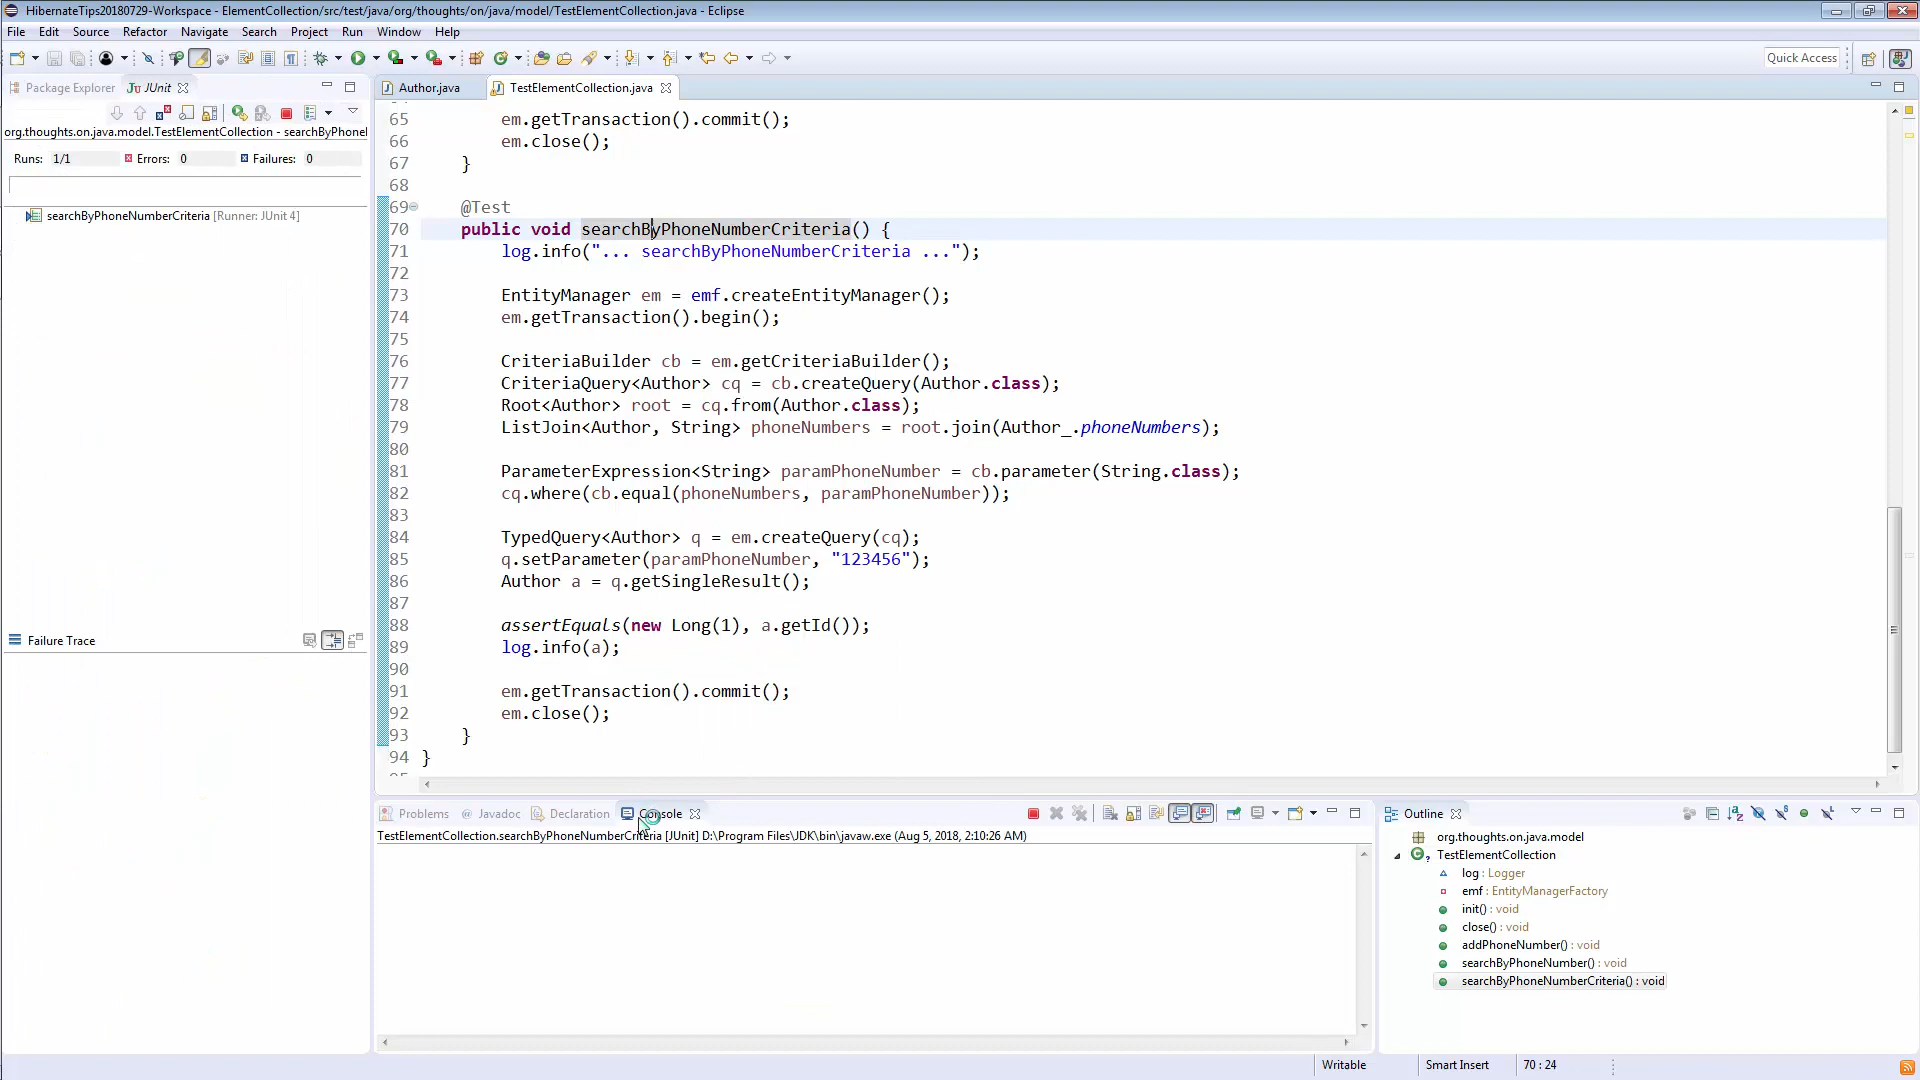 HibernateTips20180729-Workspace - ElementCollection/src/test/java/org/thoughts/on/java/model/TestElementCollection.java - Eclipse
File Edit Source Refactor Navigate Search Project Run Window Help
Quick Access
Package Explorer JUnit
Author.java TestElementCollection.java
org.thoughts.on.java.model.TestElementCollection - searchByPhonel
Runs: 1/1 Errors: 0 Failures: 0
searchByPhoneNumberCriteria [Runner: JUnit 4]
Failure Trace
65 em.getTransaction().commit();
66 em.close();
67 }
68
69 @Test
70 public void searchByPhoneNumberCriteria() {
71 log.info("... searchByPhoneNumberCriteria ...");
72
73 EntityManager em = emf.createEntityManager();
74 em.getTransaction().begin();
75
76 CriteriaBuilder cb = em.getCriteriaBuilder();
77 CriteriaQuery<Author> cq = cb.createQuery(Author.class);
78 Root<Author> root = cq.from(Author.class);
79 ListJoin<Author, String> phoneNumbers = root.join(Author_.phoneNumbers);
80
81 ParameterExpression<String> paramPhoneNumber = cb.parameter(String.class);
82 cq.where(cb.equal(phoneNumbers, paramPhoneNumber));
83
84 TypedQuery<Author> q = em.createQuery(cq);
85 q.setParameter(paramPhoneNumber, "123456");
86 Author a = q.getSingleResult();
87
88 assertEquals(new Long(1), a.getId());
89 log.info(a);
90
91 em.getTransaction().commit();
92 em.close();
93 }
94 }
Problems @ Javadoc Declaration Console
TestElementCollection.searchByPhoneNumberCriteria [JUnit] D:\Program Files\JDK\bin\javaw.exe (Aug 5, 2018, 2:10:26 AM)
Outline
org.thoughts.on.java.model
TestElementCollection
log : Logger
emf : EntityManagerFactory
init() : void
close() : void
addPhoneNumber() : void
searchByPhoneNumber() : void
searchByPhoneNumberCriteria() : void
Writable Smart Insert 70 : 24